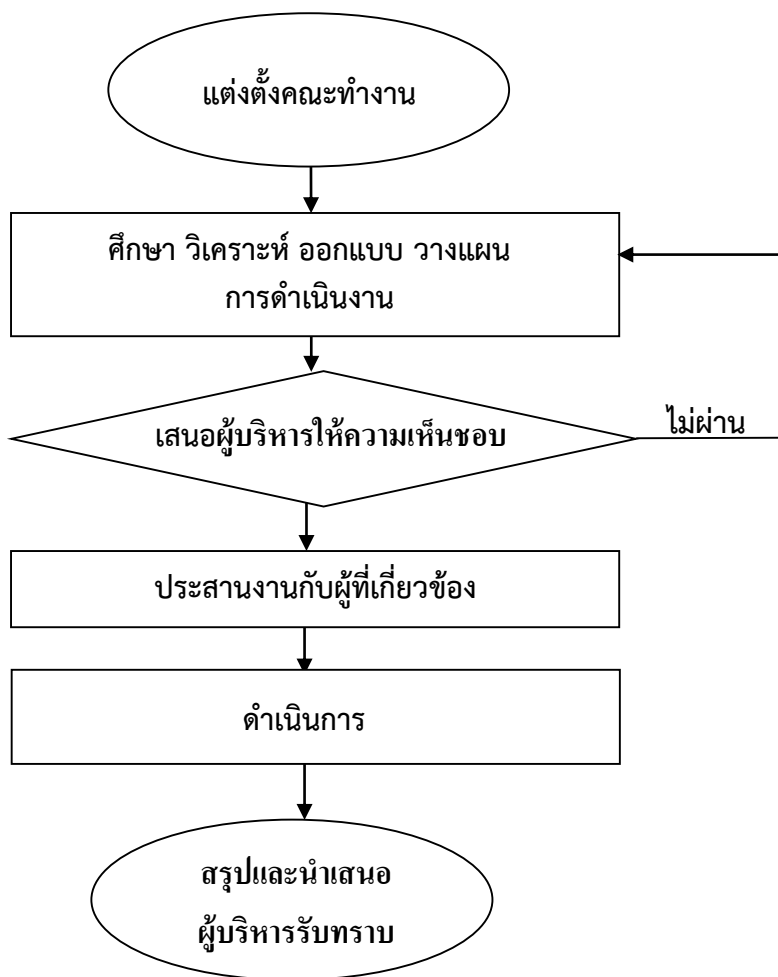 แต่งตั้งคณะทำงาน
ศึกษา วิเคราะห์ ออกแบบ วางแผน
การดำเนินงาน
เสนอผู้บริหารให้ความเห็นชอบ
ไม่ผ่าน
ประสานงานกับผู้ที่เกี่ยวข้อง
ดำเนินการ
สรุปและนำเสนอ
ผู้บริหารรับทราบ